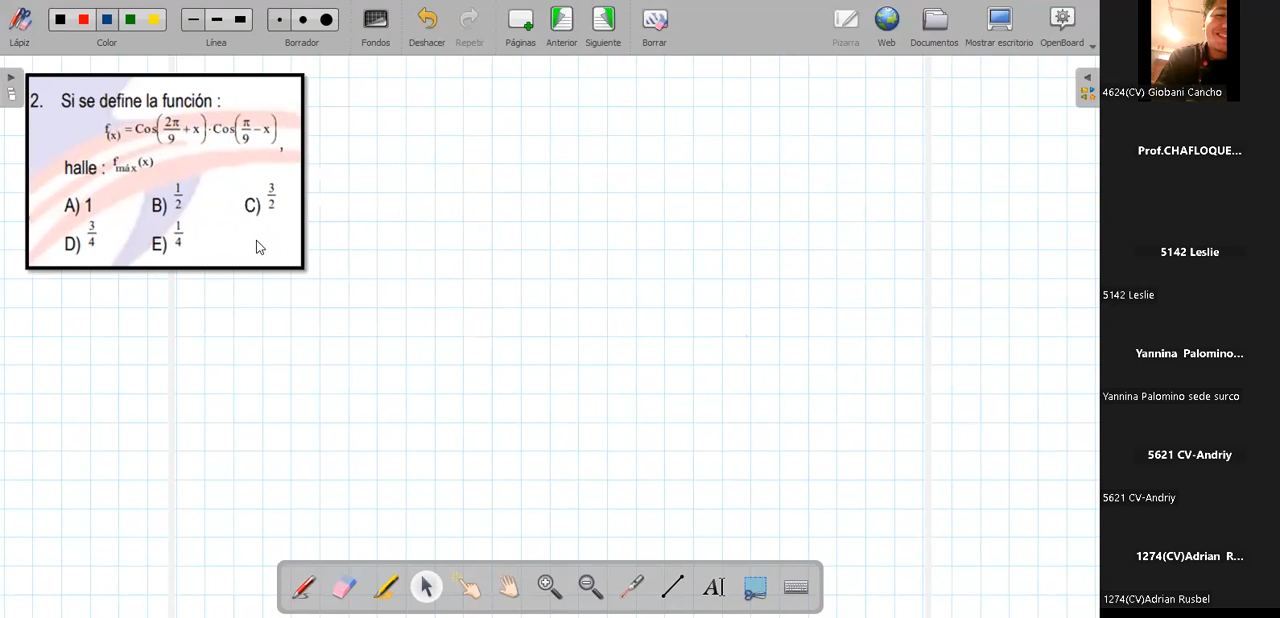 Lápiz Color Línea Borrador Fondos Deshacer Repetir Páginas Anterior Siguiente Borrar Pizarra Web Documentos Mostrar escritorio OpenBoard
2. Si se define la función :
f(x) = Cos(2π/9 + x) · Cos(π/9 − x) ,
halle : fmáx(x)
A) 1 B) 1/2 C) 3/2
D) 3/4 E) 1/4
4624(CV) Giobani Cancho
Prof.CHAFLOQUE...
5142 Leslie
5142 Leslie
Yannina Palomino...
Yannina Palomino sede surco
5621 CV-Andriy
5621 CV-Andriy
1274(CV)Adrian R...
1274(CV)Adrian Rusbel